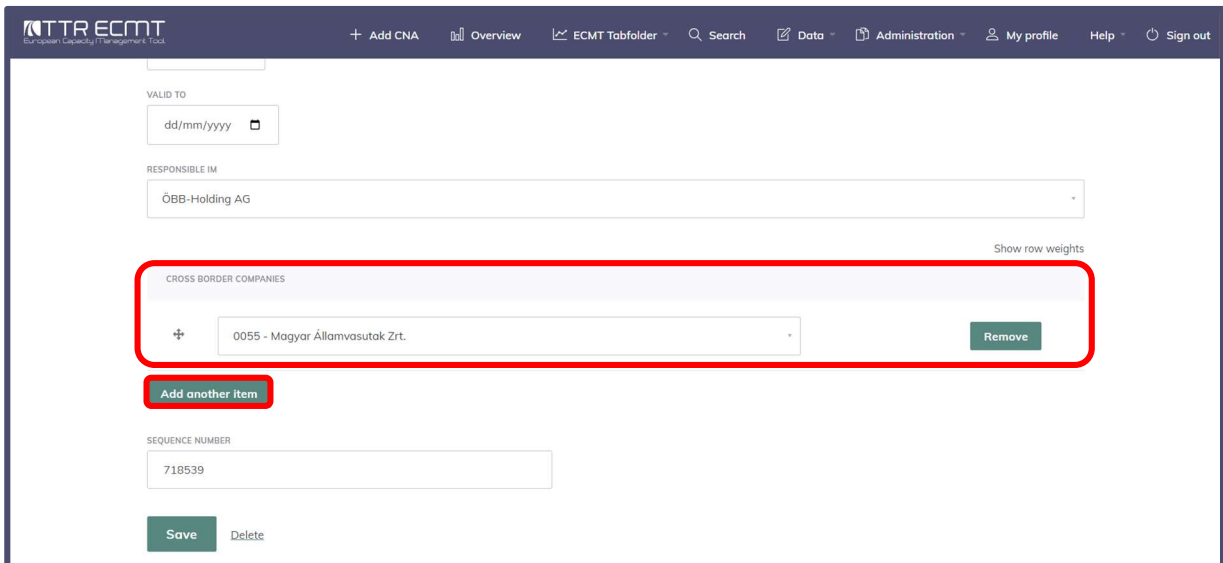 TTR ECMT
European Capacity Management Tool
+ Add CNA Overview ECMT Tabfolder Search Data Administration My profile Help Sign out
VALID TO
dd/mm/yyyy
RESPONSIBLE IM
ÖBB-Holding AG
Show row weights
CROSS BORDER COMPANIES
0055 - Magyar Államvasutak Zrt.
Remove
Add another item
SEQUENCE NUMBER
718539
Save Delete